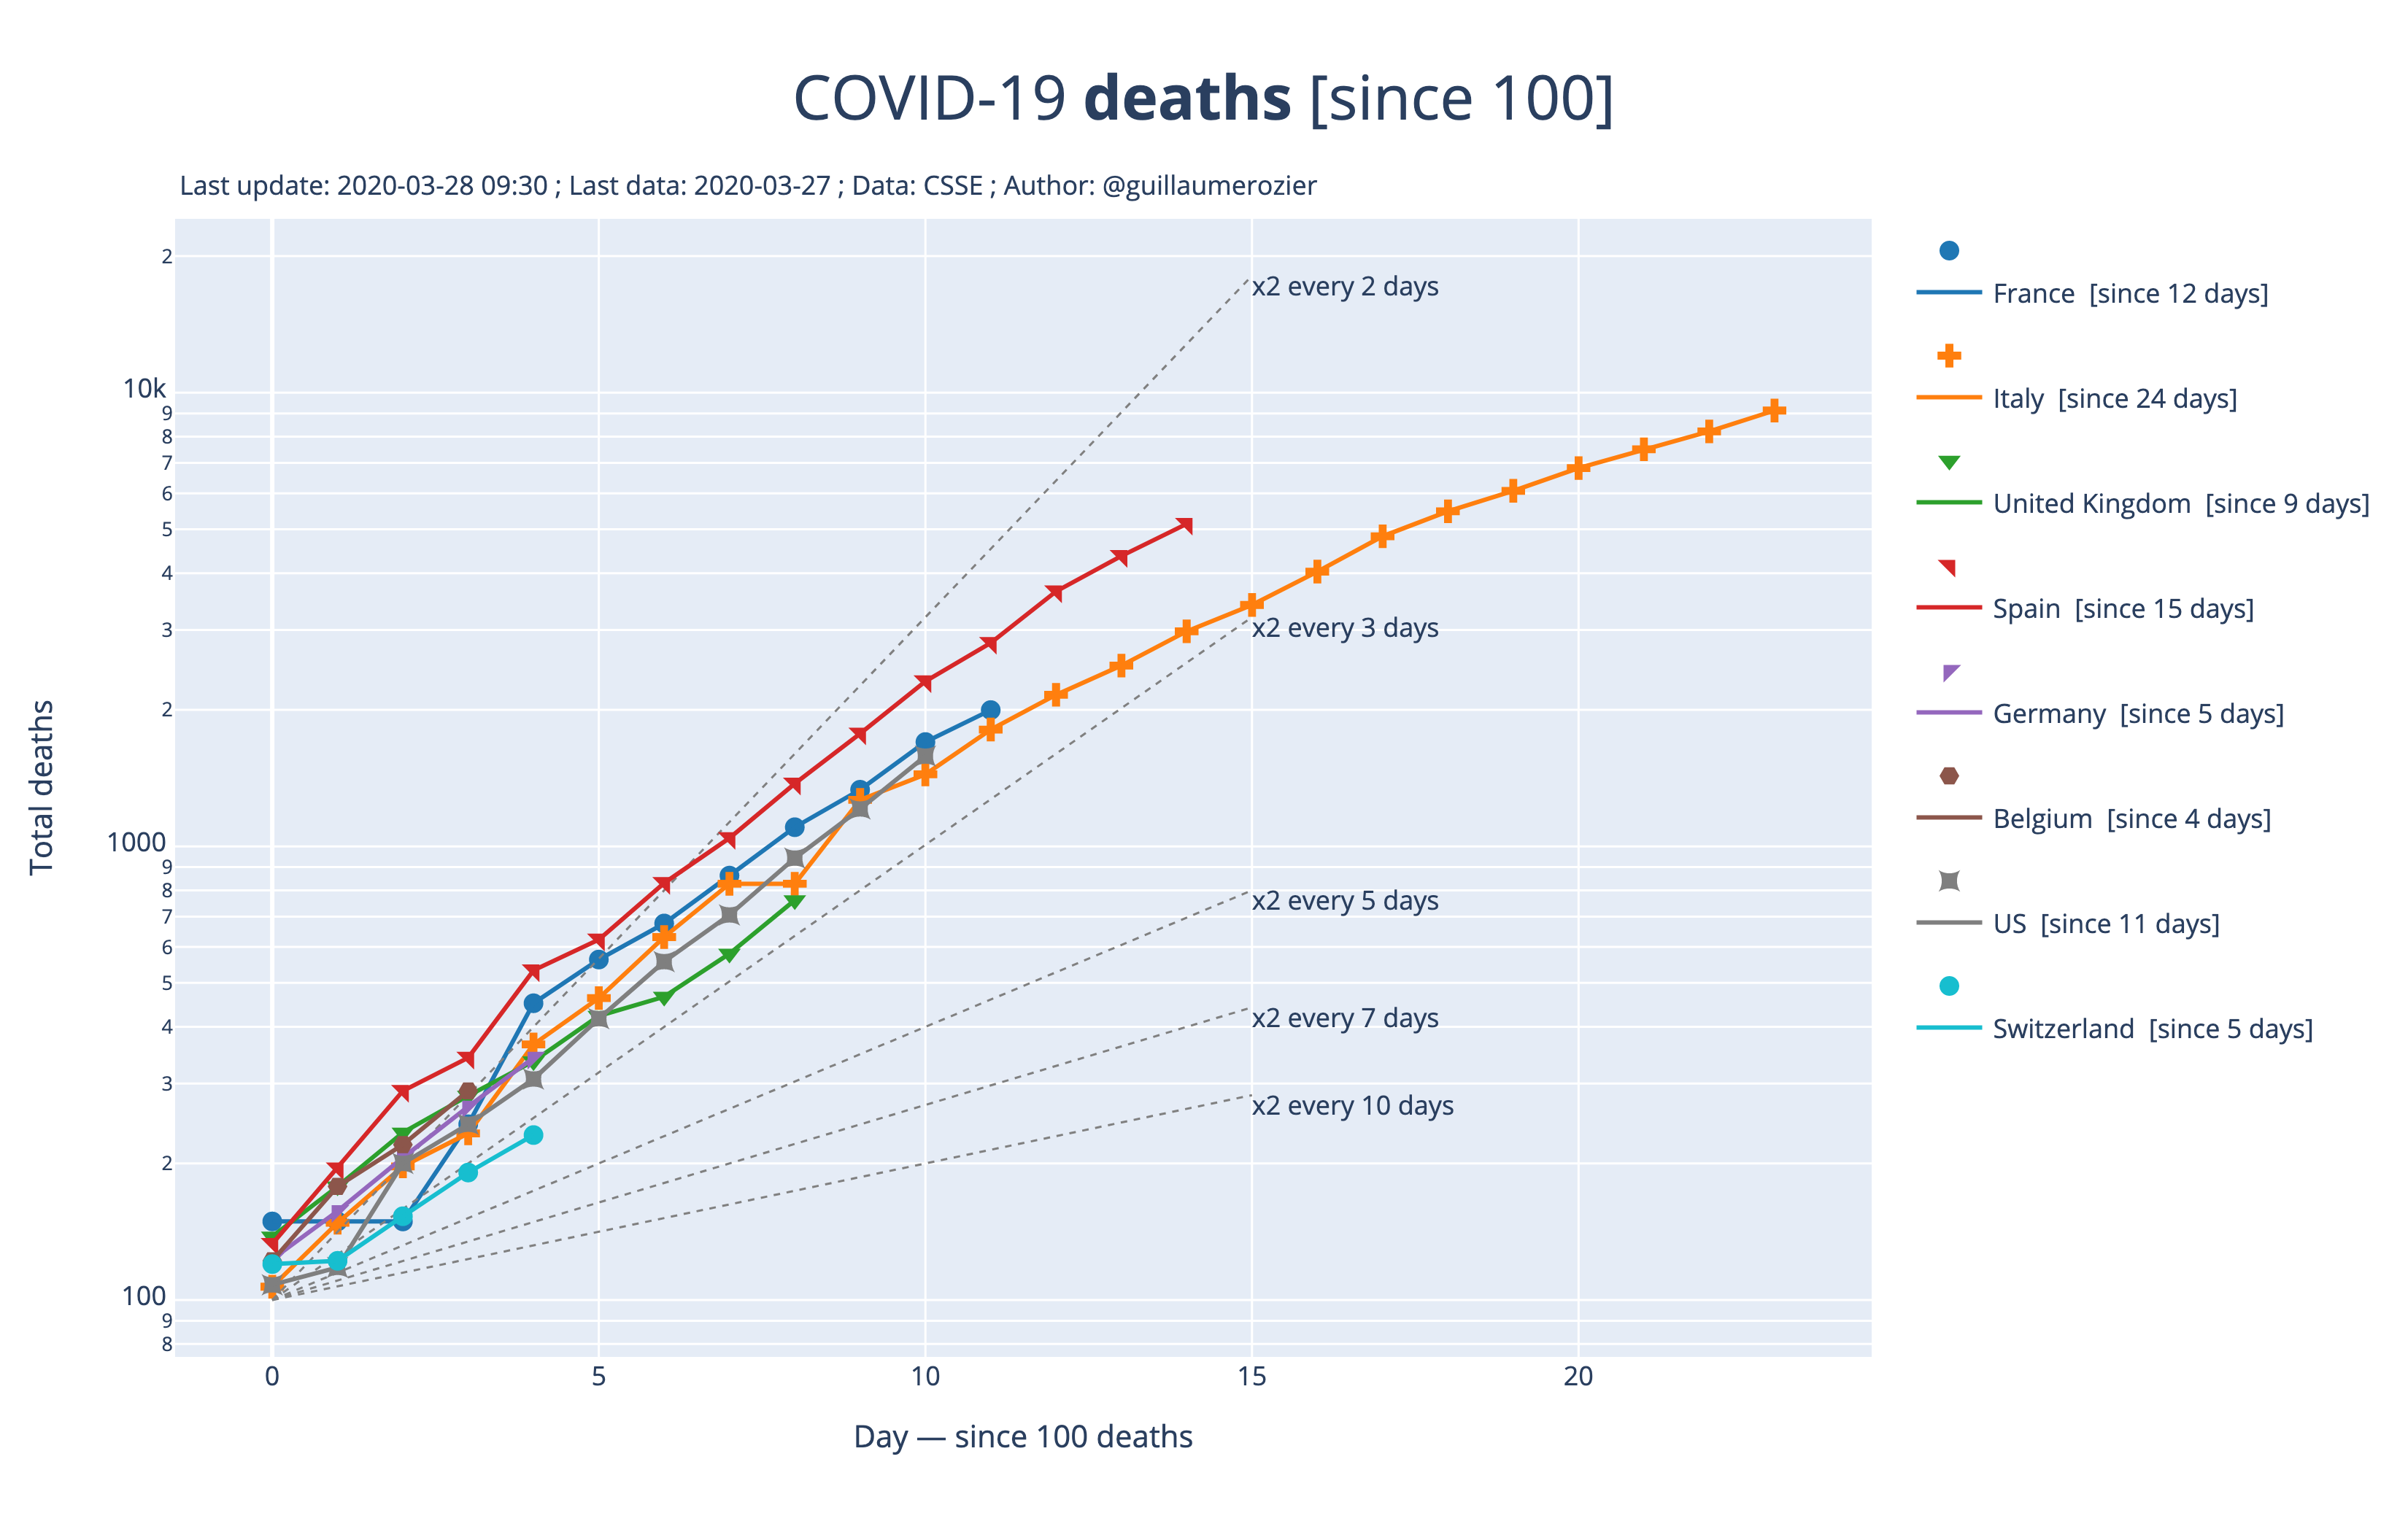 COVID-19 deaths [since 100]
Last update: 2020-03-28 09:30 ; Last data: 2020-03-27 ; Data: CSSE ; Author: @guillaumerozier
Total deaths
2
10k
9
8
7
6
5
4
3
2
1000
9
8
7
6
5
4
3
2
100
9
8
x2 every 2 days
x2 every 3 days
x2 every 5 days
x2 every 7 days
x2 every 10 days
0 5 10 15 20
Day — since 100 deaths
France [since 12 days]
Italy [since 24 days]
United Kingdom [since 9 days]
Spain [since 15 days]
Germany [since 5 days]
Belgium [since 4 days]
US [since 11 days]
Switzerland [since 5 days]